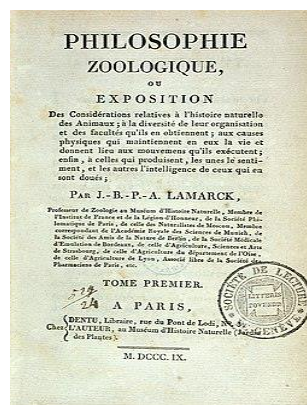 PHILOSOPHIE
ZOOLOGIQUE,
OU
EXPOSITION
Des Considérations relatives à l'histoire naturelle
des Animaux ; à la diversité de leur organisation
et des facultés qu'ils en obtiennent ; aux causes
physiques qui maintiennent en eux la vie et
donnent lieu aux mouvemens qu'ils exécutent ;
enfin, à celles qui produisent, les unes le senti-
ment, et les autres l'intelligence de ceux qui en
sont doués ;
PAR J.-B.-P.-A. LAMARCK,
Professeur de Zoologie au Muséum d'Histoire Naturelle, Membre de
l'Institut de France et de la Légion d'Honneur, de la Société Phi-
lomatique de Paris, de celle des Naturalistes de Moscou, Membre
correspondant de l'Académie Royale des Sciences de Munich, de
la Société des Amis de la Nature de Berlin, de la Société Médicale
d'Émulation de Bordeaux, de celle d'Agriculture, Sciences et Arts
de Strasbourg, de celle d'Agriculture du département de l'Oise,
de celle d'Agriculture de Lyon, Associé libre de la Société des
Pharmaciens de Paris, etc.
TOME PREMIER.
A PARIS,
Chez
DENTU, Libraire, rue du Pont de Lodi, N°.
L'AUTEUR, au Muséum d'Histoire Naturelle (Jardin
des Plantes).
M. DCCC. IX.
SOCIÉTÉ DE LECTURE
GENÈVE